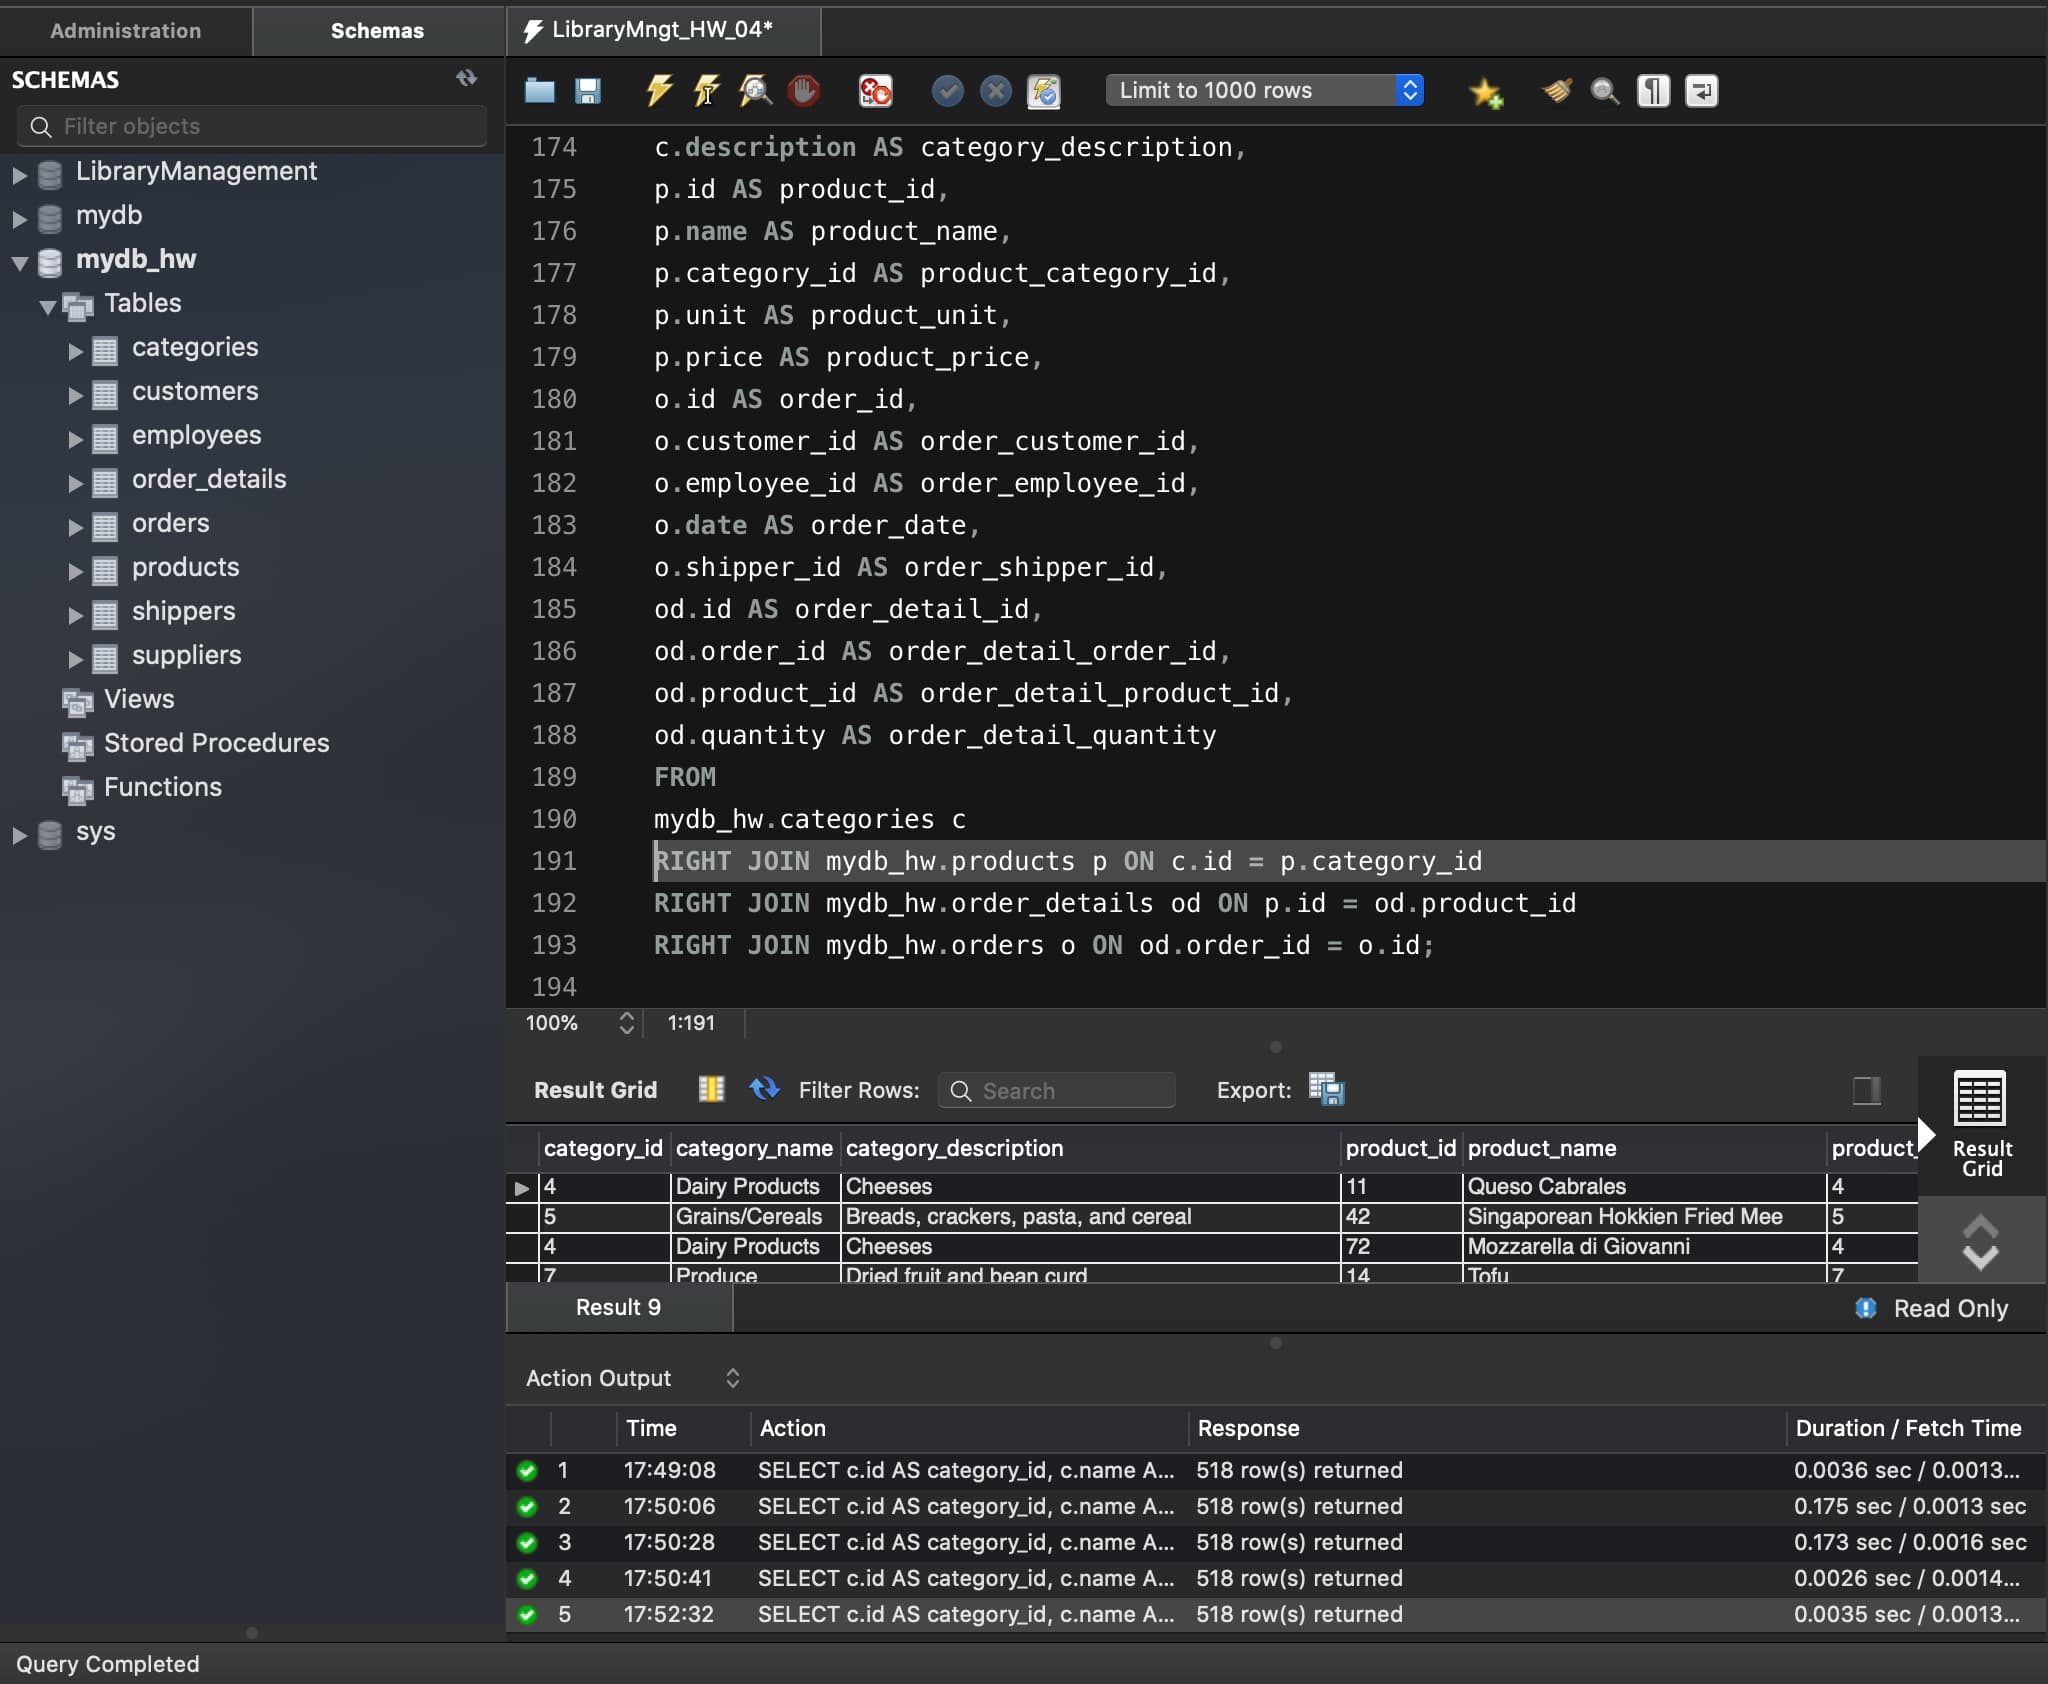 Administration
Schemas
LibraryMngt_HW_04*
SCHEMAS
Filter objects
Limit to 1000 rows
LibraryManagement
mydb
mydb_hw
Tables
categories
customers
employees
order_details
orders
products
shippers
suppliers
Views
Stored Procedures
Functions
sys
174 c.description AS category_description,
175 p.id AS product_id,
176 p.name AS product_name,
177 p.category_id AS product_category_id,
178 p.unit AS product_unit,
179 p.price AS product_price,
180 o.id AS order_id,
181 o.customer_id AS order_customer_id,
182 o.employee_id AS order_employee_id,
183 o.date AS order_date,
184 o.shipper_id AS order_shipper_id,
185 od.id AS order_detail_id,
186 od.order_id AS order_detail_order_id,
187 od.product_id AS order_detail_product_id,
188 od.quantity AS order_detail_quantity
189 FROM
190 mydb_hw.categories c
191 RIGHT JOIN mydb_hw.products p ON c.id = p.category_id
192 RIGHT JOIN mydb_hw.order_details od ON p.id = od.product_id
193 RIGHT JOIN mydb_hw.orders o ON od.order_id = o.id;
194
100% 1:191
Result Grid Filter Rows: Search Export:
category_id category_name category_description product_id product_name product_
4 Dairy Products Cheeses 11 Queso Cabrales 4
5 Grains/Cereals Breads, crackers, pasta, and cereal 42 Singaporean Hokkien Fried Mee 5
4 Dairy Products Cheeses 72 Mozzarella di Giovanni 4
7 Produce Dried fruit and bean curd 14 Tofu 7
Result
Grid
Result 9 Read Only
Action Output
Time Action Response Duration / Fetch Time
1 17:49:08 SELECT c.id AS category_id, c.name A... 518 row(s) returned 0.0036 sec / 0.0013...
2 17:50:06 SELECT c.id AS category_id, c.name A... 518 row(s) returned 0.175 sec / 0.0013 sec
3 17:50:28 SELECT c.id AS category_id, c.name A... 518 row(s) returned 0.173 sec / 0.0016 sec
4 17:50:41 SELECT c.id AS category_id, c.name A... 518 row(s) returned 0.0026 sec / 0.0014...
5 17:52:32 SELECT c.id AS category_id, c.name A... 518 row(s) returned 0.0035 sec / 0.0013...
Query Completed